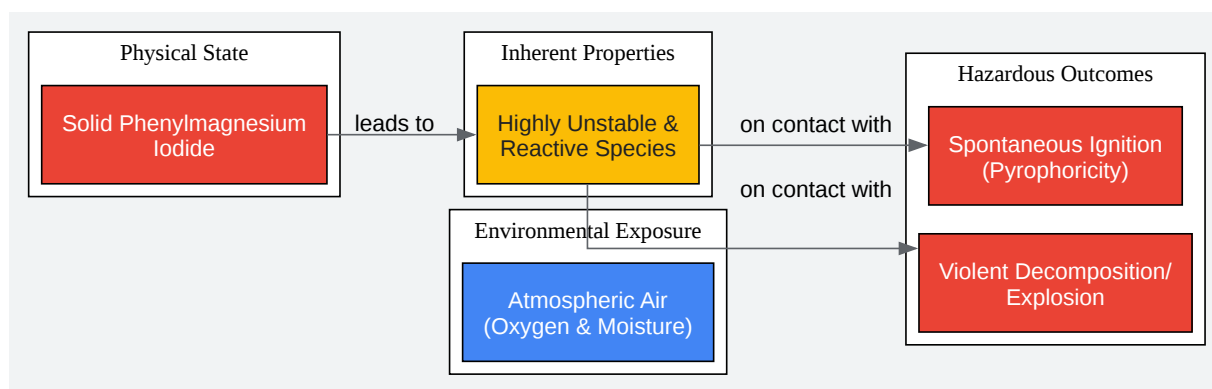 Physical State
Solid Phenylmagnesium
Iodide
leads to
Inherent Properties
Highly Unstable &
Reactive Species
on contact with
on contact with
Environmental Exposure
Atmospheric Air
(Oxygen & Moisture)
Hazardous Outcomes
Spontaneous Ignition
(Pyrophoricity)
Violent Decomposition/
Explosion